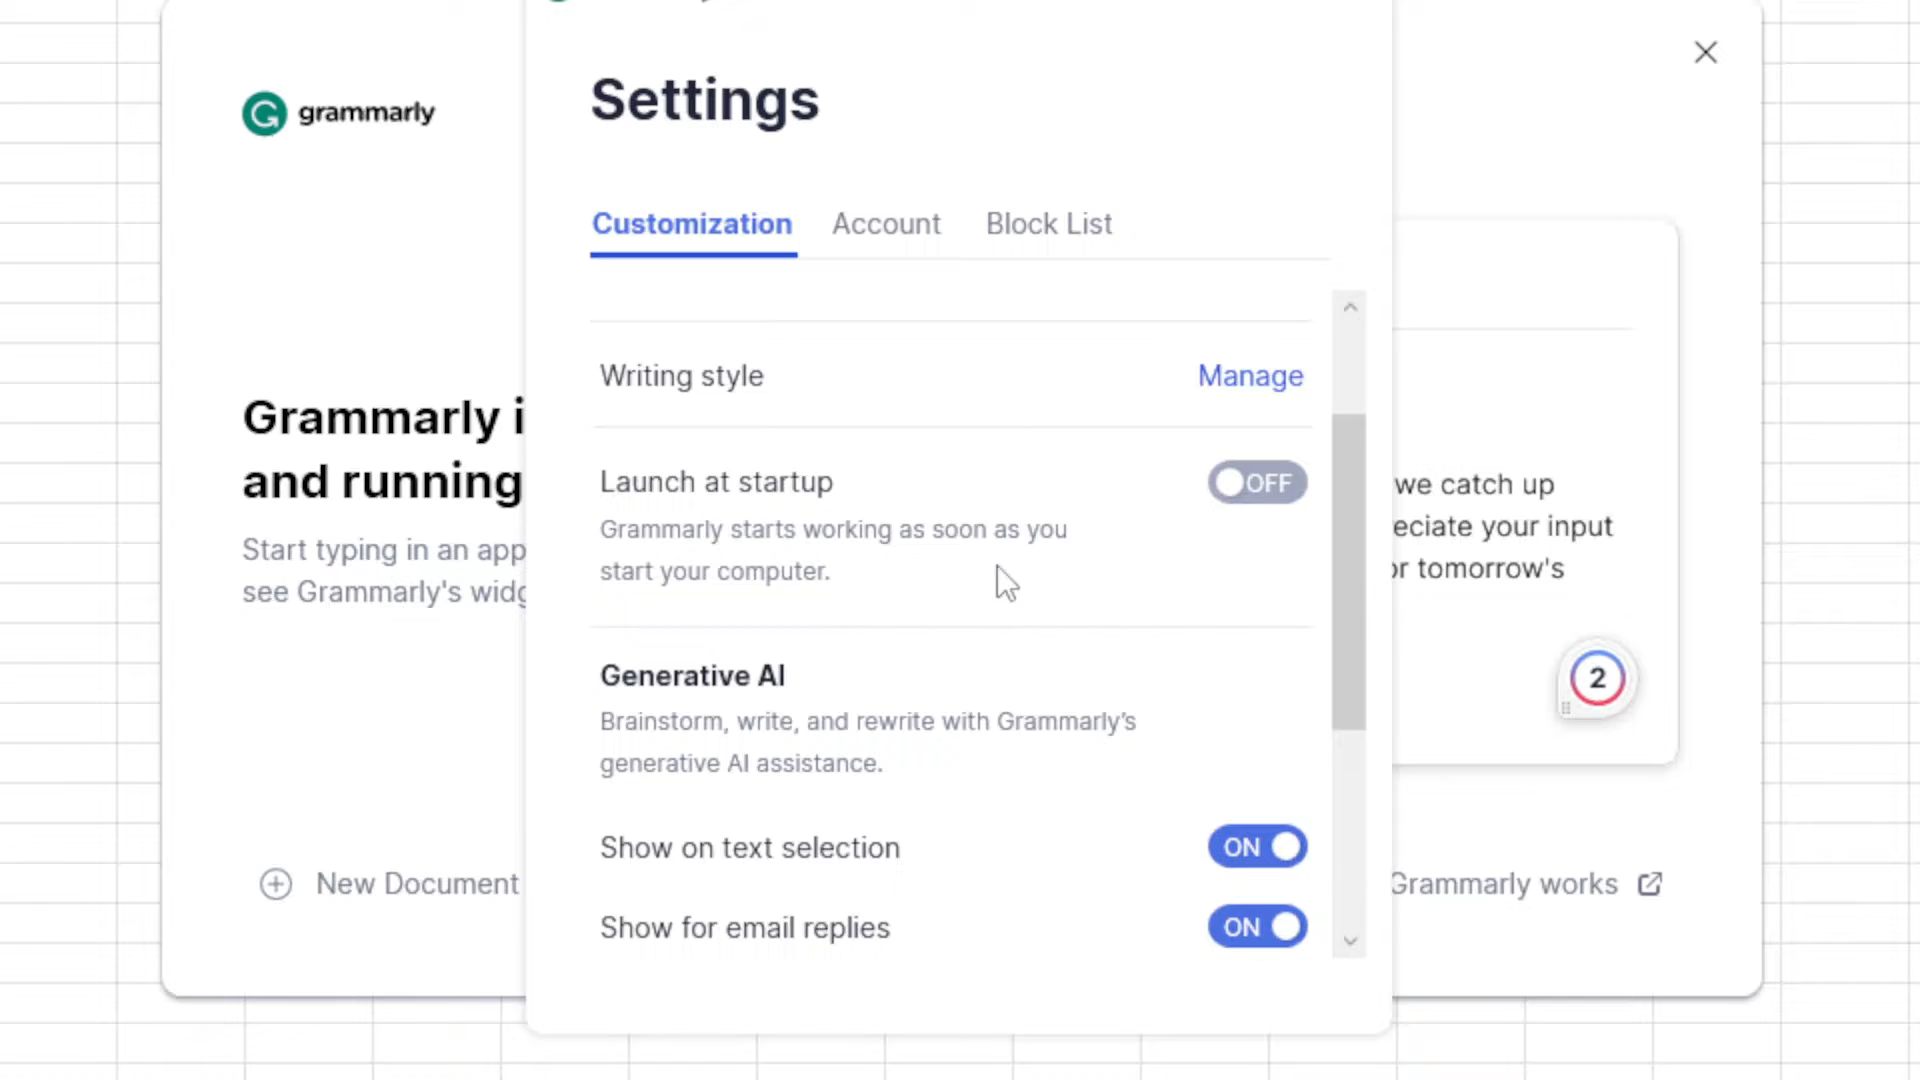 Settings
grammarly
Customization Account Block List
Writing style Manage
Grammarly i
and running
Launch at startup OFF
Grammarly starts working as soon as you
start your computer.
Start typing in an app
see Grammarly's widg
we catch up
eciate your input
or tomorrow's
Generative AI
2
Brainstorm, write, and rewrite with Grammarly’s
generative AI assistance.
Show on text selection ON
New Document
Grammarly works
Show for email replies ON